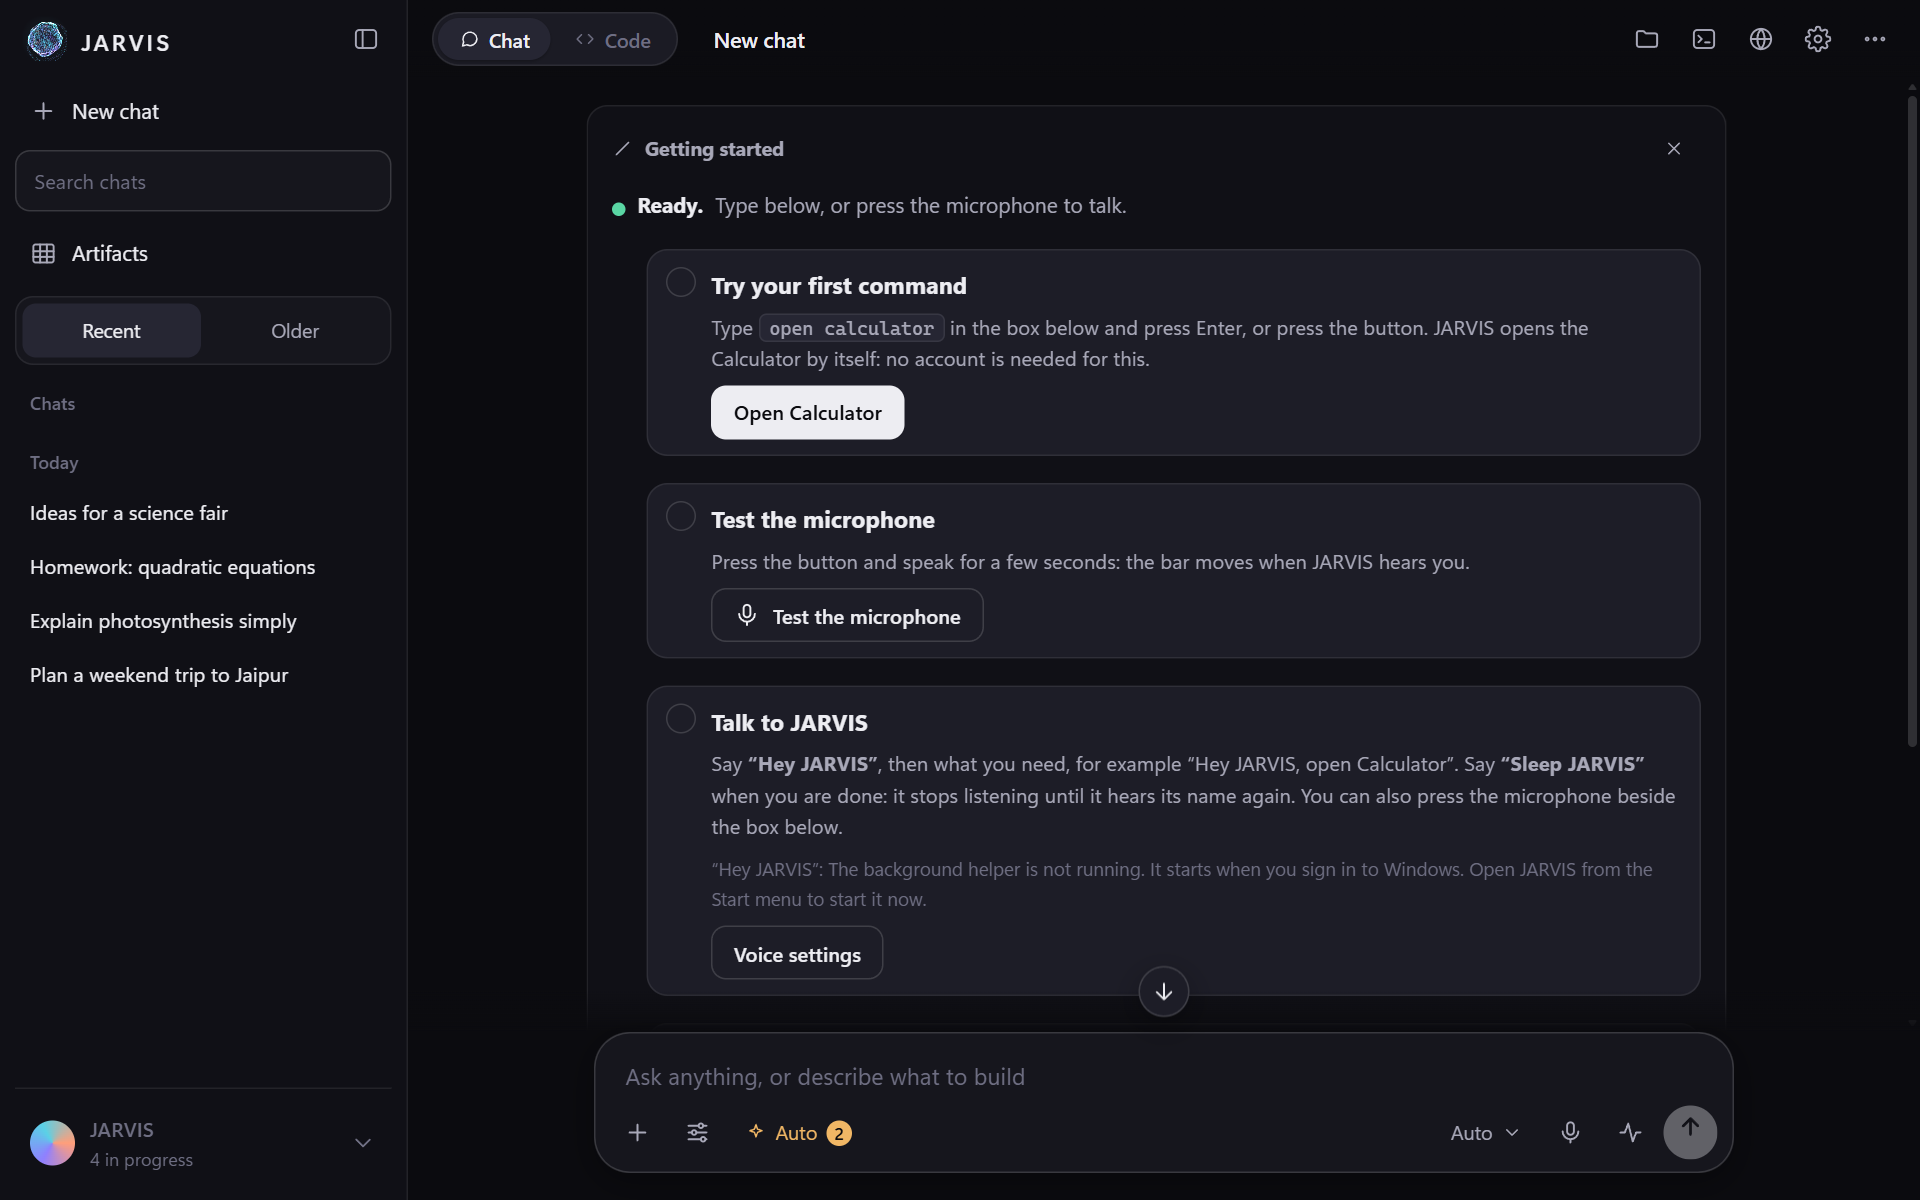 JARVIS
New chat
Search chats
Artifacts
Recent
Older
Chats
Today
Ideas for a science fair
Homework: quadratic equations
Explain photosynthesis simply
Plan a weekend trip to Jaipur
JARVIS
4 in progress
Chat
Code
New chat
Getting started
Ready. Type below, or press the microphone to talk.
Try your first command
Type open calculator in the box below and press Enter, or press the button. JARVIS opens the
Calculator by itself: no account is needed for this.
Open Calculator
Test the microphone
Press the button and speak for a few seconds: the bar moves when JARVIS hears you.
Test the microphone
Talk to JARVIS
Say “Hey JARVIS”, then what you need, for example “Hey JARVIS, open Calculator”. Say “Sleep JARVIS”
when you are done: it stops listening until it hears its name again. You can also press the microphone beside
the box below.
“Hey JARVIS”: The background helper is not running. It starts when you sign in to Windows. Open JARVIS from the
Start menu to start it now.
Voice settings
Ask anything, or describe what to build
Auto 2
Auto